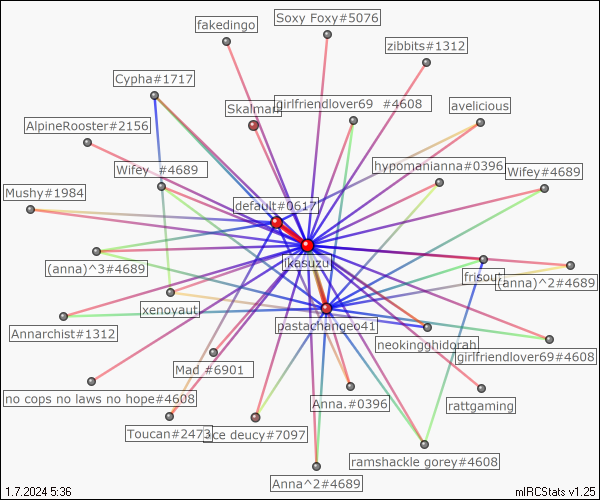 Soxy Foxy#5076
fakedingo
zibbits#1312
Cypha#1717
girlfriendlover69 #4608
avelicious
Skalman
AlpineRooster#2156
Wifey #4689
hypomanianna#0396
Wifey#4689
Mushy#1984
default#0617
ikasuzu
(anna)^3#4689
frisout
(anna)^2#4689
xenoyaut
pastachangeo41
Annarchist#1312
neokingghidorah
girlfriendlover69#4608
Mad #6901
no cops no laws no hope#4608
Anna.#0396
rattgaming
Toucan#2473
ce deucy#7097
ramshackle gorey#4608
Anna^2#4689
1.7.2024 5:36
mIRCStats v1.25